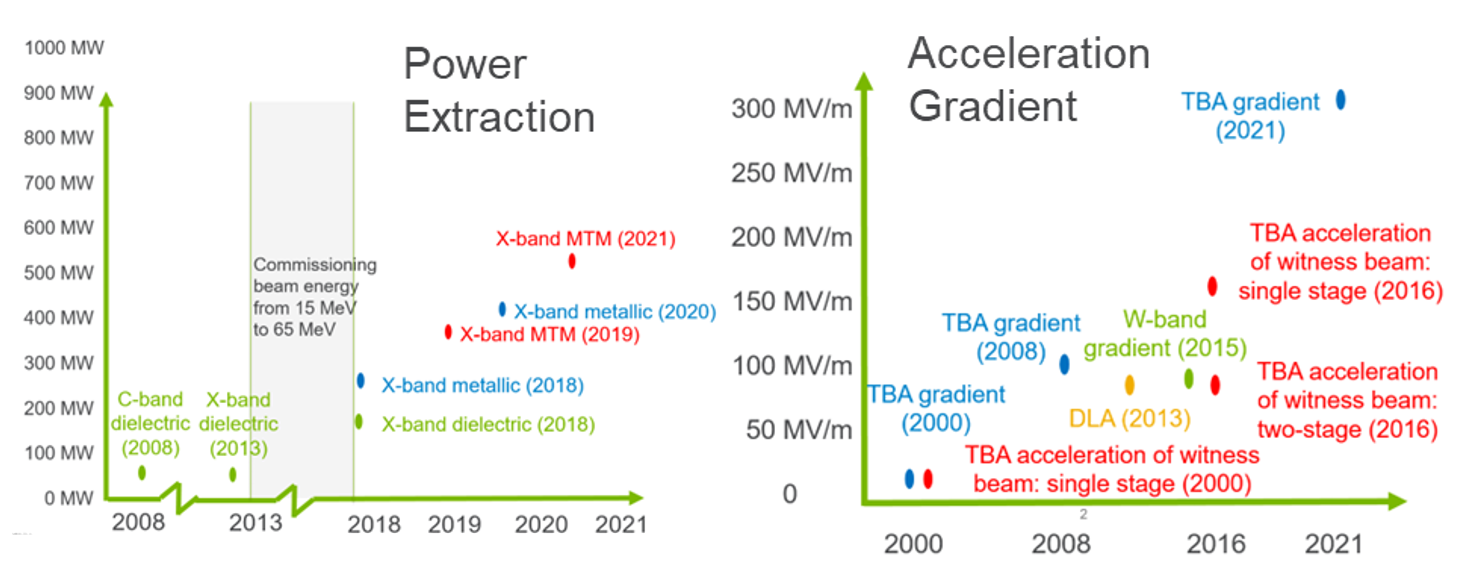 Power
Extraction
1000 MW
900 MW
800 MW
700 MW
600 MW
500 MW
400 MW
300 MW
200 MW
100 MW
0 MW
Commissioning
beam energy
from 15 MeV
to 65 MeV
X-band MTM (2021)
X-band metallic (2020)
X-band MTM (2019)
X-band metallic (2018)
X-band dielectric (2018)
C-band
dielectric
(2008)
X-band
dielectric
(2013)
2008
2013
2018
2019
2020
2021
Acceleration
Gradient
300 MV/m
250 MV/m
200 MV/m
150 MV/m
100 MV/m
50 MV/m
0
TBA gradient
(2021)
TBA acceleration
of witness beam:
single stage (2016)
TBA gradient
(2008)
W-band
gradient (2015)
TBA gradient
(2000)
DLA (2013)
TBA acceleration
of witness beam:
two-stage (2016)
TBA acceleration of witness
beam: single stage (2000)
2
2000
2008
2016
2021